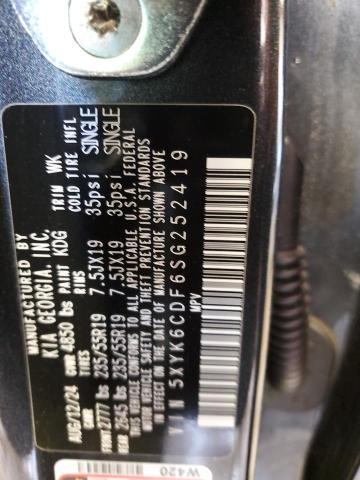 MANUFACTURED BY
KIA GEORGIA, INC.
AUG/12/24 PAINT KDG TRIM WK
GVWR 4850 lbs
GAWR TIRES RIMS COLD TIRE INFL
FRONT 2777 lbs 235/55R19 7.5JX19 35psi SINGLE
REAR 2645 lbs 235/55R19 7.5JX19 35psi SINGLE
THIS VEHICLE CONFORMS TO ALL APPLICABLE U.S.A. FEDERAL
MOTOR VEHICLE SAFETY AND THEFT PREVENTION STANDARDS
IN EFFECT ON THE DATE OF MANUFACTURE SHOWN ABOVE
VIN 5XYK6CDF6SG252419
MPV
W420